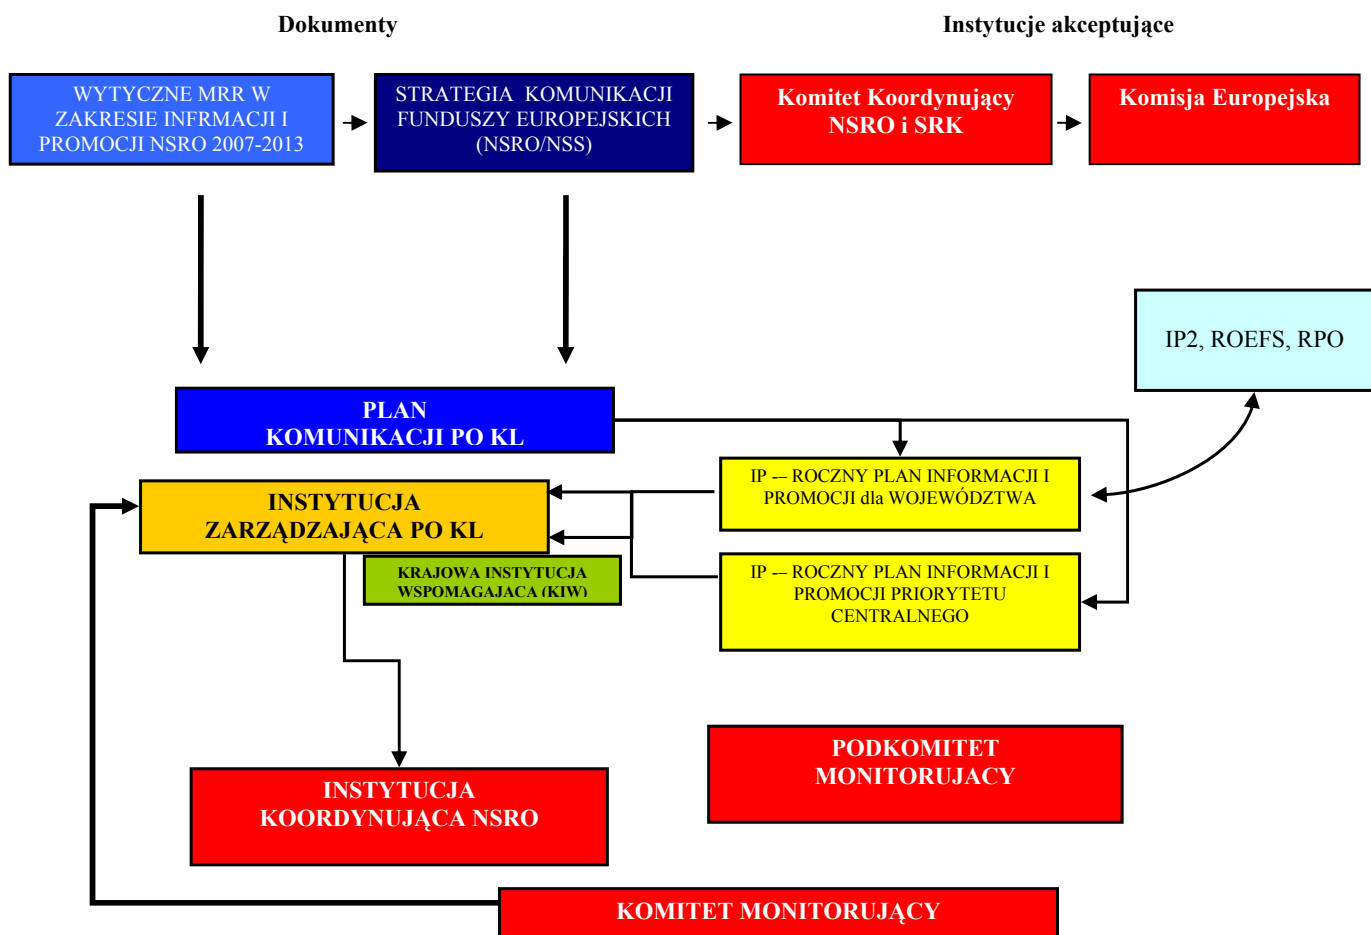 Dokumenty
Instytucje akceptujące
WYTYCZNE MRR W
ZAKRESIE INFRMACJI I
PROMOCJI NSRO 2007-2013
STRATEGIA KOMUNIKACJI
FUNDUSZY EUROPEJSKICH
(NSRO/NSS)
Komitet Koordynujący
NSRO i SRK
Komisja Europejska
IP2, ROEFS, RPO
PLAN
KOMUNIKACJI PO KL
IP -– ROCZNY PLAN INFORMACJI I
PROMOCJI dla WOJEWÓDZTWA
INSTYTUCJA
ZARZĄDZAJĄCA PO KL
KRAJOWA INSTYTUCJA
WSPOMAGAJACA (KIW)
IP -– ROCZNY PLAN INFORMACJI I
PROMOCJI PRIORYTETU
CENTRALNEGO
PODKOMITET
MONITORUJACY
INSTYTUCJA
KOORDYNUJĄCA NSRO
KOMITET MONITORUJĄCY